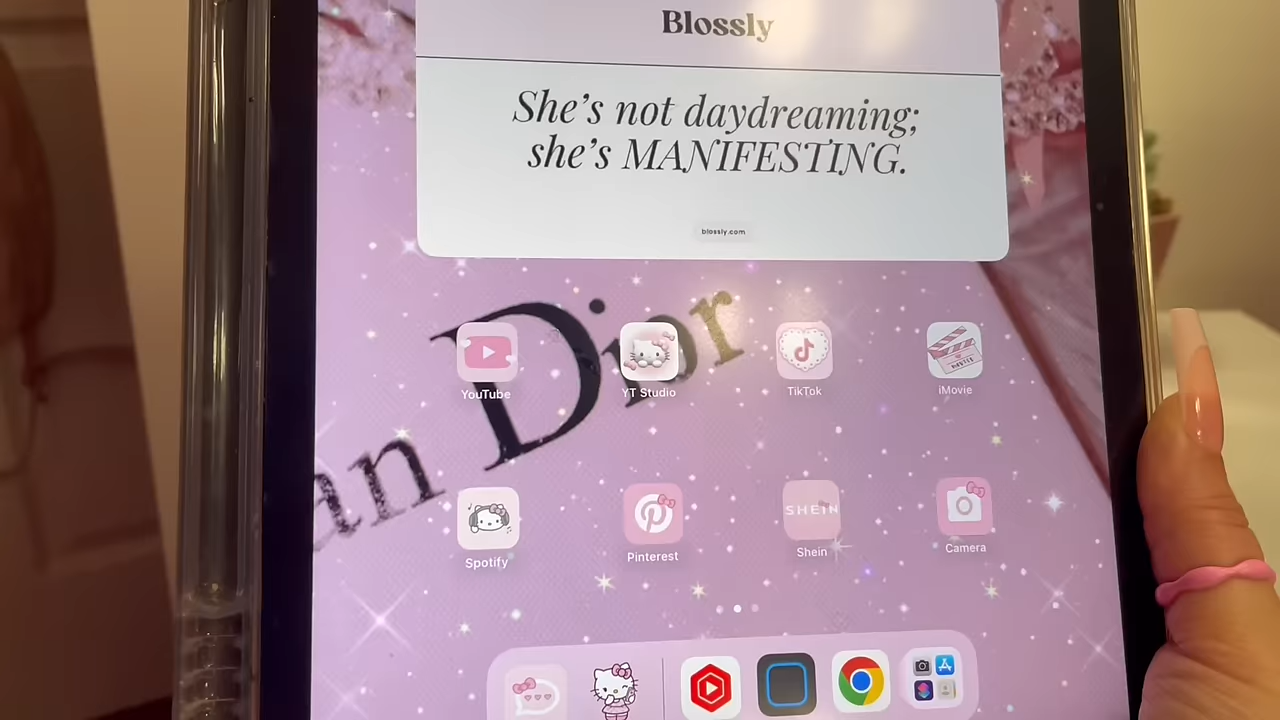 Blossly
She's not daydreaming;
she's MANIFESTING.
blossly.com
an Dior
YouTube
YT Studio
TikTok
iMovie
SHEIN
Spotify
Pinterest
Shein
Camera